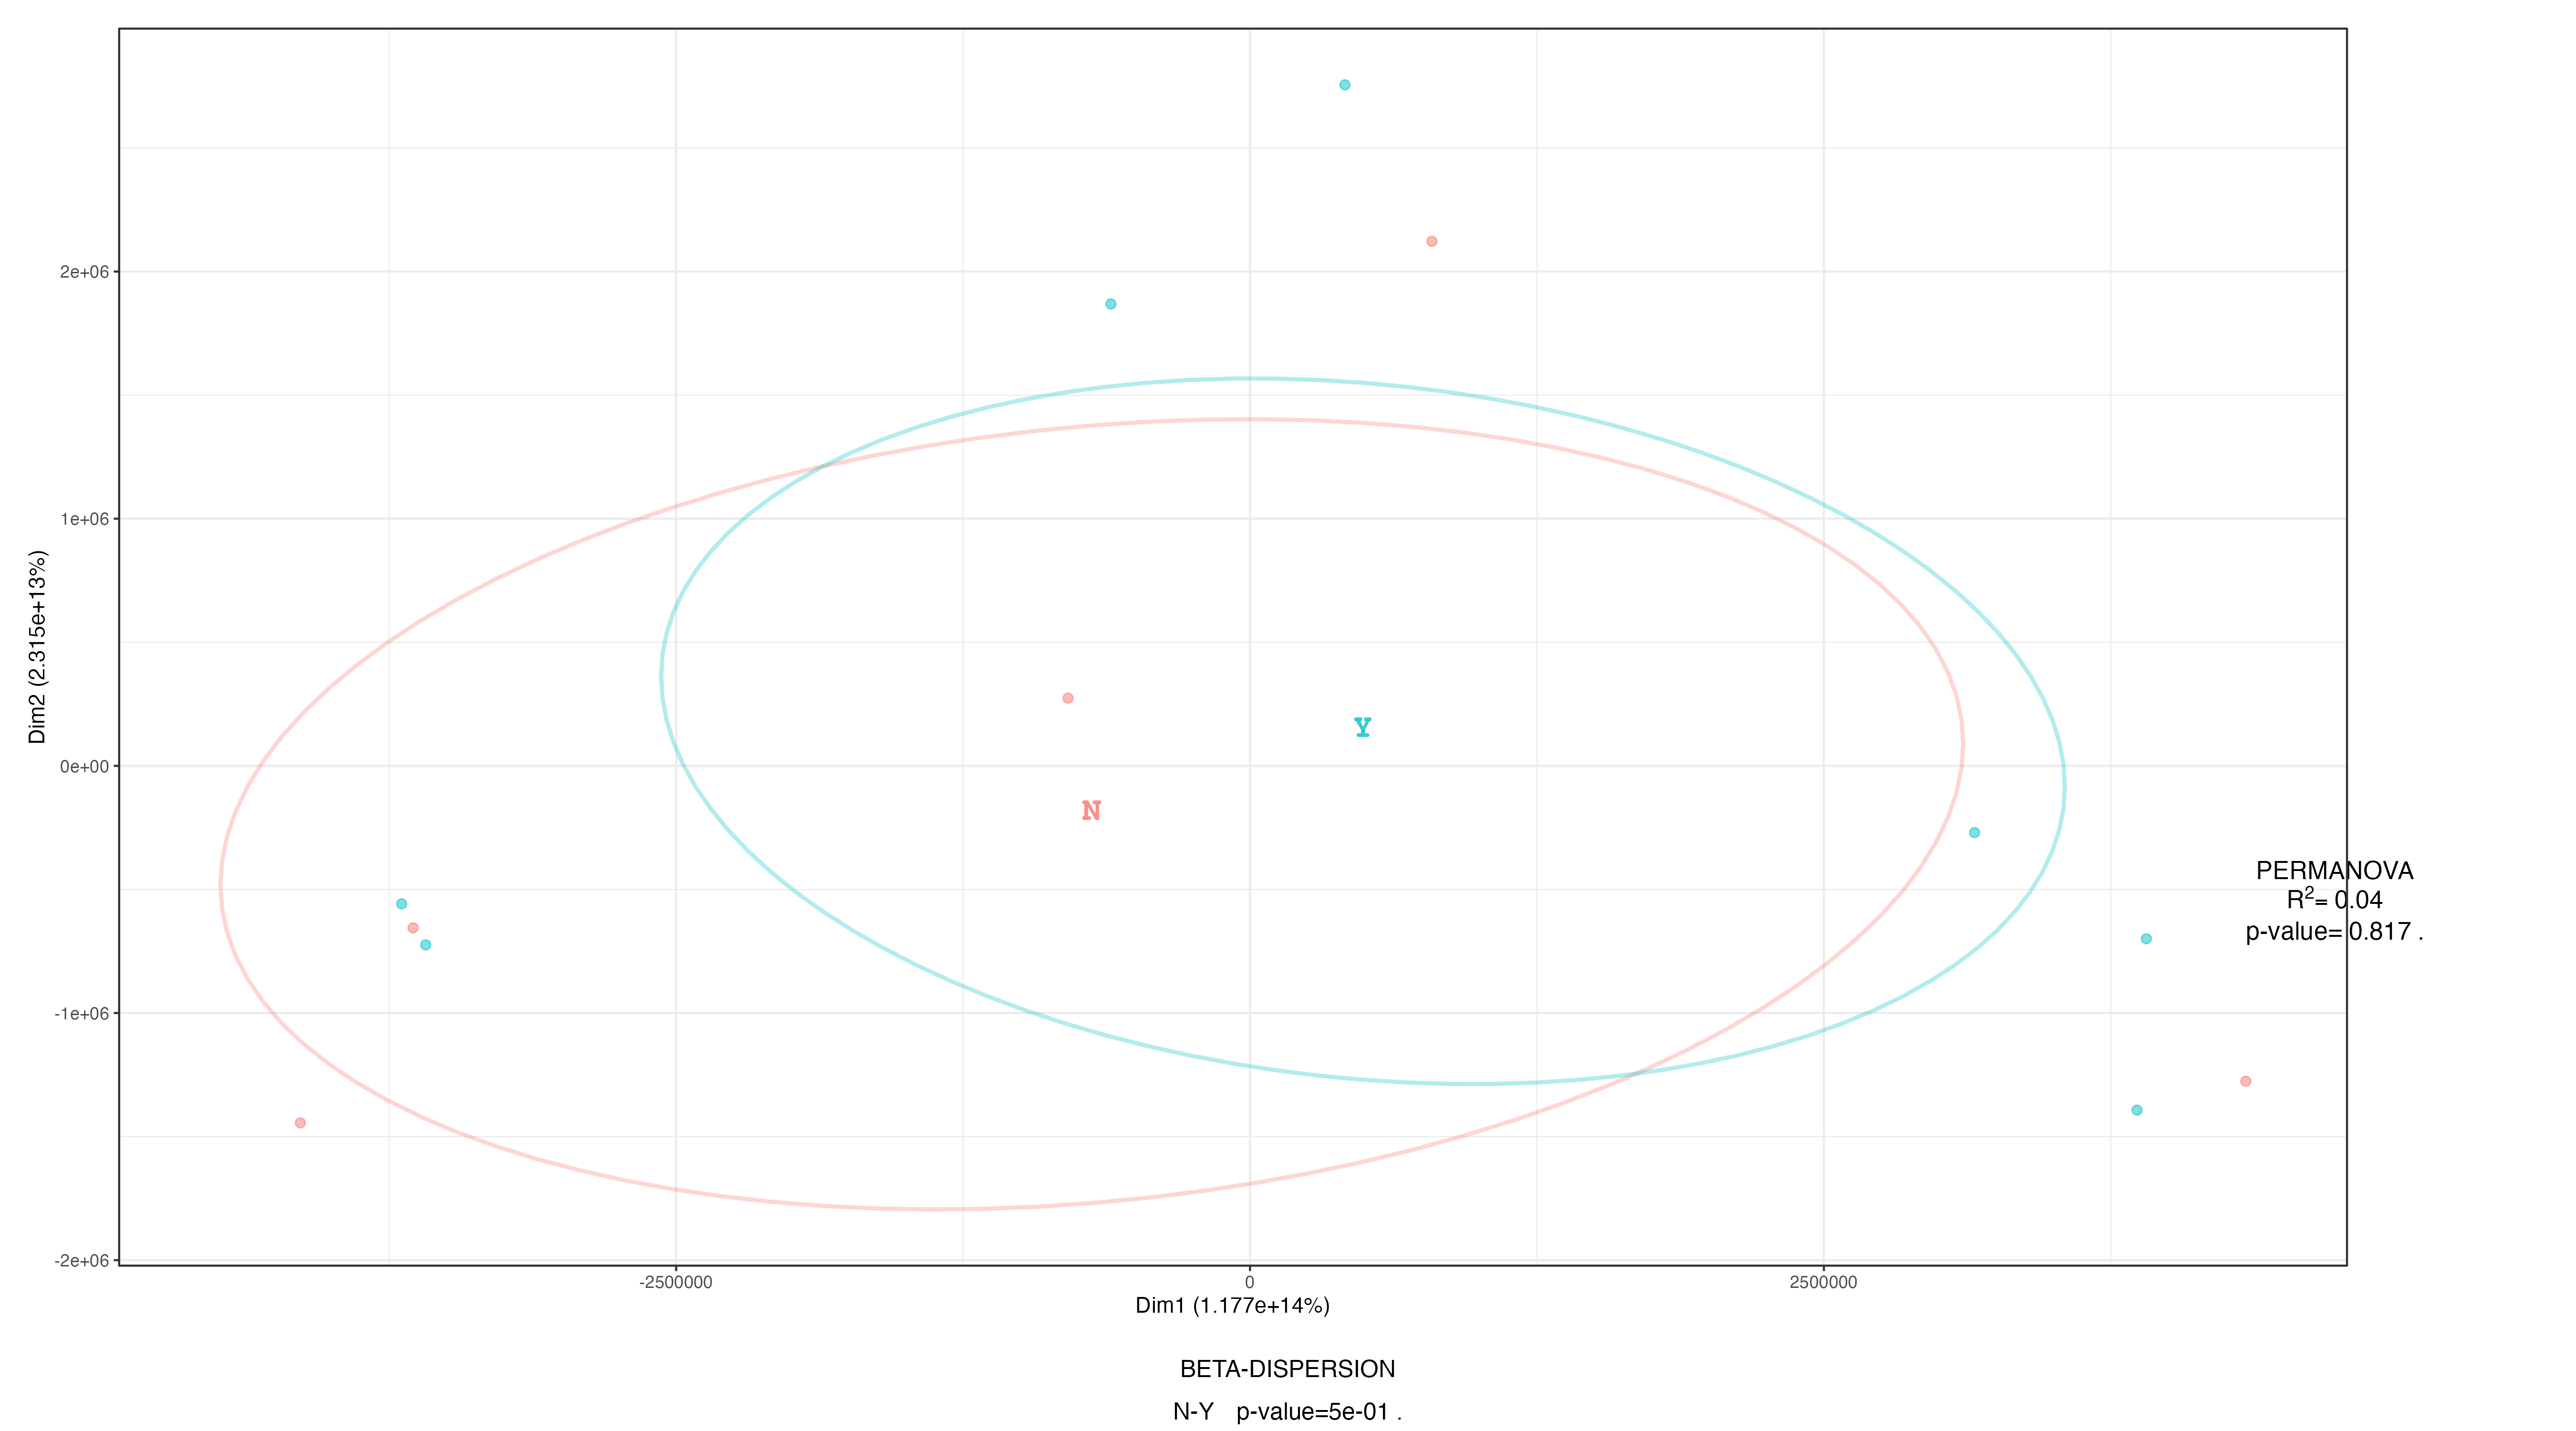 2e+06
1e+06
0e+00
-1e+06
-2e+06
Dim2 (2.315e+13%)
Y
N
PERMANOVA
R²= 0.04
p-value= 0.817 .
-2500000
0
2500000
Dim1 (1.177e+14%)
BETA-DISPERSION
N-Y p-value=5e-01 .